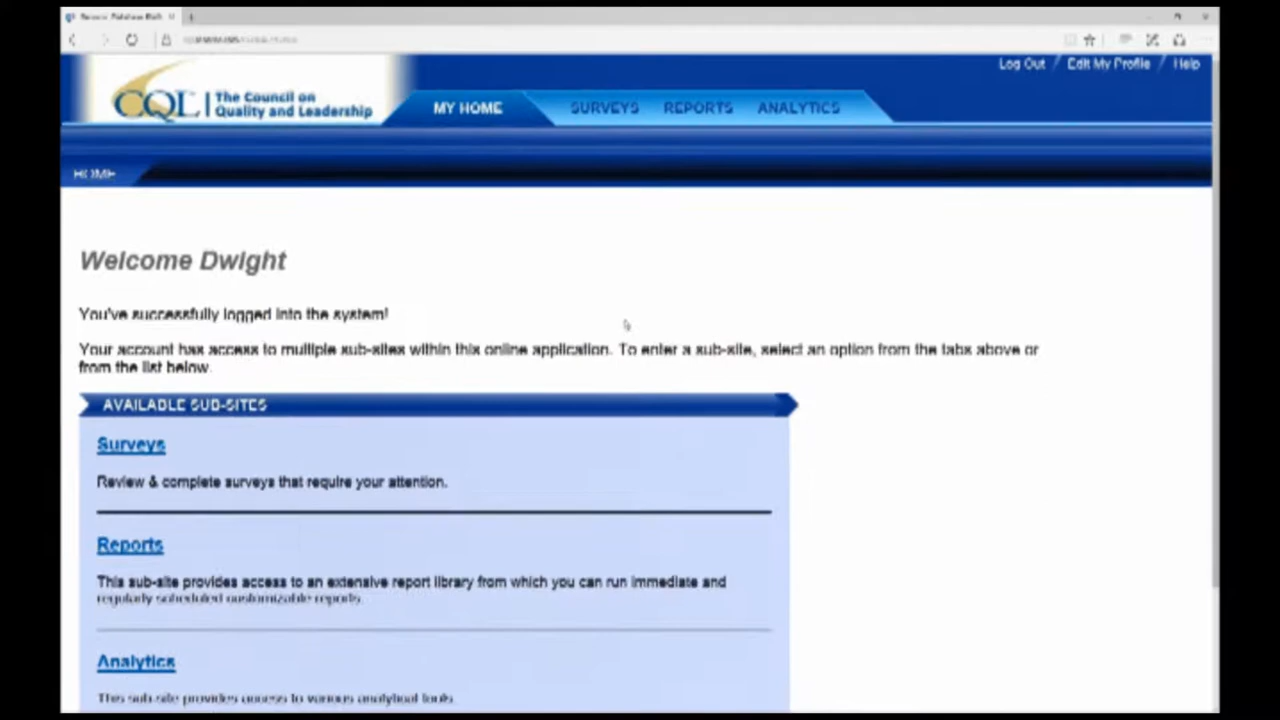 Log Out / Edit My Profile / Help
CQL | The Council on
Quality and Leadership
MY HOME
SURVEYS
REPORTS
ANALYTICS
HOME
Welcome Dwight
You've successfully logged into the system!
Your account has access to multiple sub-sites within this online application. To enter a sub-site, select an option from the tabs above or
from the list below.
AVAILABLE SUB-SITES
Surveys
Review & complete surveys that require your attention.
Reports
This sub-site provides access to an extensive report library from which you can run immediate and
regularly scheduled customizable reports.
Analytics
This sub-site provides access to various analytical tools.